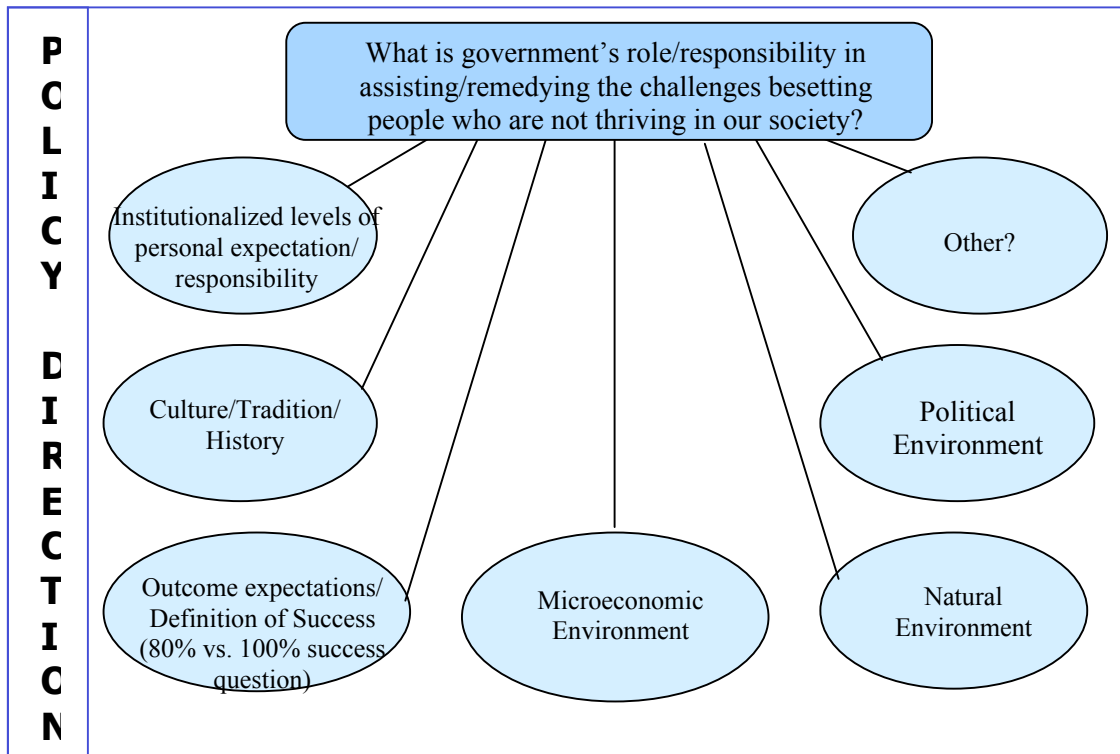 POLICY DIRECTION
What is government’s role/responsibility in
assisting/remedying the challenges besetting
people who are not thriving in our society?
Institutionalized levels of
personal expectation/
responsibility
Other?
Culture/Tradition/
History
Political
Environment
Outcome expectations/
Definition of Success
(80% vs. 100% success
question)
Microeconomic
Environment
Natural
Environment